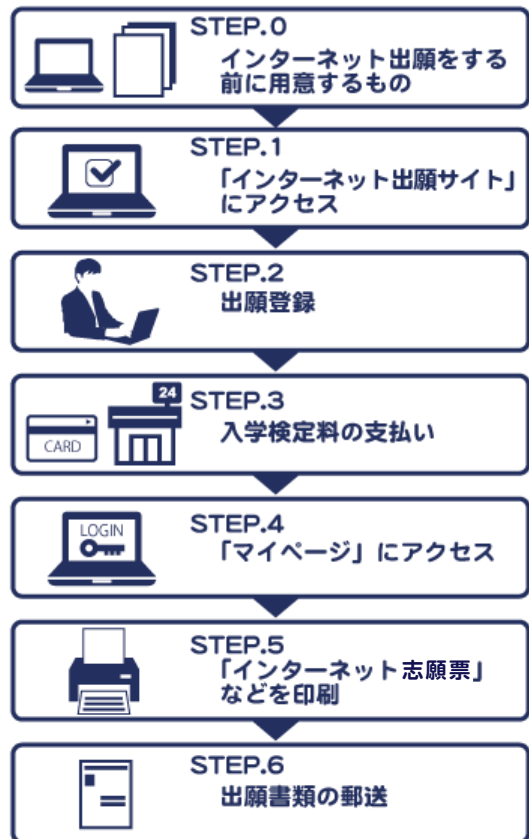 STEP.0
インターネット出願をする
前に用意するもの
STEP.1
「インターネット出願サイト」
にアクセス
STEP.2
出願登録
24
CARD
STEP.3
入学検定料の支払い
LOGIN
STEP.4
「マイページ」にアクセス
STEP.5
「インターネット志願票」
などを印刷
STEP.6
出願書類の郵送